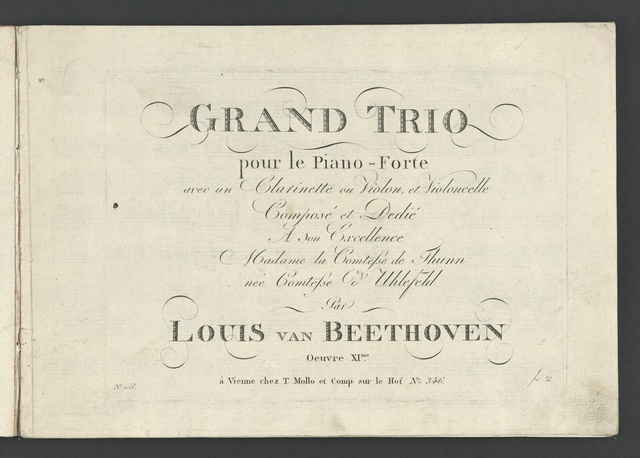 GRAND TRIO
pour le Piano-Forte
avec un Clarinette ou Violon, et Violoncelle
Composé et Dedié
A Son Excellence
Madame la Comteſse de Thunn
née Comteſse d' Uhlefeld
Par
LOUIS VAN BEETHOVEN
Oeuvre XI.me
à Vienne chez T. Mollo et Comp. sur le Hof No. 346.
f 2